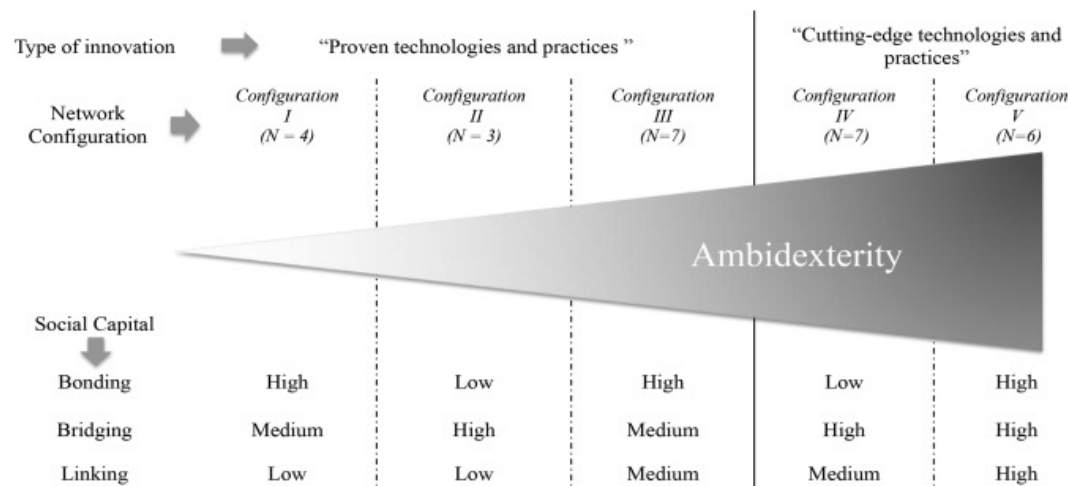 Type of innovation
“Proven technologies and practices ”
“Cutting-edge technologies and
practices”
Network
Configuration
Configuration
I
(N = 4)
Configuration
II
(N = 3)
Configuration
III
(N=7)
Configuration
IV
(N=7)
Configuration
V
(N=6)
Ambidexterity
Social Capital
Bonding High Low High Low High
Bridging Medium High Medium High High
Linking Low Low Medium Medium High